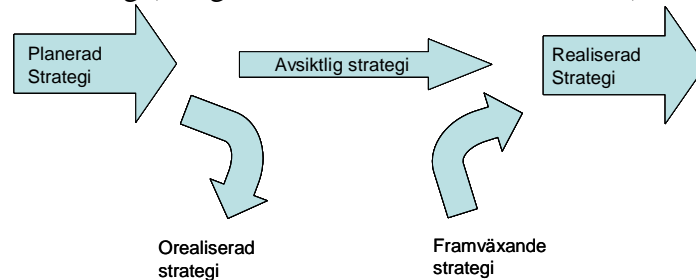 Planerad
Strategi
Avsiktlig strategi
Realiserad
Strategi
Orealiserad
strategi
Framväxande
strategi